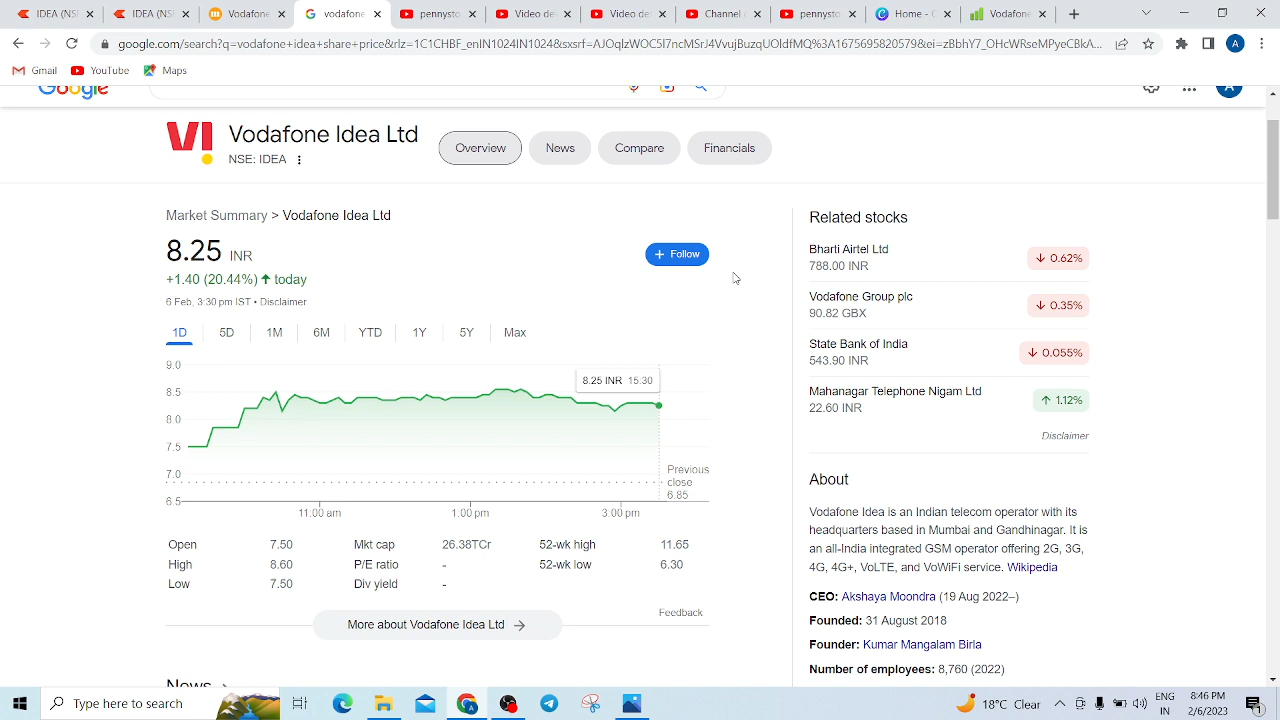 IDEA (NS
IDEA (NS
Vodafone
vodafone
pennysto
Video de
Video de
Channel
pennysto
Home - C
Vodafone
google.com/search?q=vodafone+idea+share+price&rlz=1C1CHBF_enIN1024IN1024&sxsrf=AJOqlzWOC5I7ncMSrJ4VvujBuzqUOldfMQ%3A1675695820579&ei=zBbhY7_OHcWRseMPyeCBkA...
A
Gmail YouTube Maps
Google
A
VI Vodafone Idea Ltd
NSE: IDEA
Overview News Compare Financials
Market Summary > Vodafone Idea Ltd
8.25 INR
+ Follow
+1.40 (20.44%) ↑ today
6 Feb, 3:30 pm IST • Disclaimer
1D 5D 1M 6M YTD 1Y 5Y Max
9.0
8.5
8.0
7.5
7.0
6.5
8.25 INR 15.30
Previous
close
6.85
11:00 am 1:00 pm 3:00 pm
Open 7.50 Mkt cap 26.38TCr 52-wk high 11.65
High 8.60 P/E ratio - 52-wk low 6.30
Low 7.50 Div yield -
Feedback
More about Vodafone Idea Ltd →
News
Related stocks
Bharti Airtel Ltd
788.00 INR
↓ 0.62%
Vodafone Group plc
90.82 GBX
↓ 0.35%
State Bank of India
543.90 INR
↓ 0.055%
Mahanagar Telephone Nigam Ltd
22.60 INR
↑ 1.12%
Disclaimer
About
Vodafone Idea is an Indian telecom operator with its
headquarters based in Mumbai and Gandhinagar. It is
an all-India integrated GSM operator offering 2G, 3G,
4G, 4G+, VoLTE, and VoWiFi service. Wikipedia
CEO: Akshaya Moondra (19 Aug 2022–)
Founded: 31 August 2018
Founder: Kumar Mangalam Birla
Number of employees: 8,760 (2022)
Type here to search
18°C Clear
ENG
IN
8:46 PM
2/6/2023
1